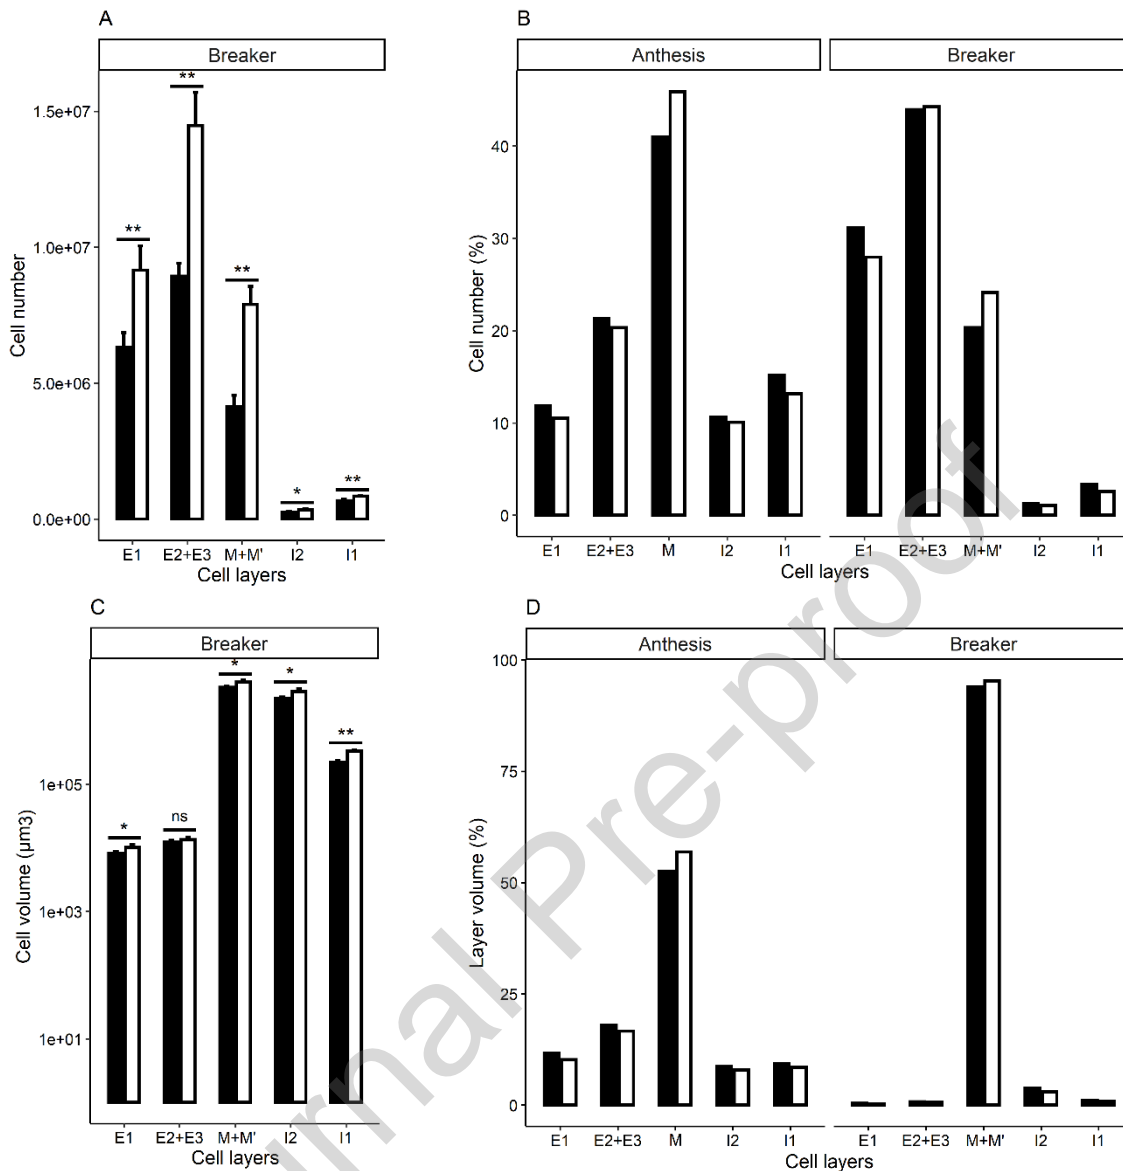 A
Breaker
Cell number
1.5e+07
1.0e+07
5.0e+06
0.0e+00
**
**
**
*
**
E1 E2+E3 M+M' I2 I1
Cell layers
B
Anthesis Breaker
Cell number (%)
40
30
20
10
0
E1 E2+E3 M I2 I1 E1 E2+E3 M+M' I2 I1
Cell layers
C
Breaker
Cell volume (µm3)
1e+05
1e+03
1e+01
*
ns
*
*
**
E1 E2+E3 M+M' I2 I1
Cell layers
D
Anthesis Breaker
Layer volume (%)
100
75
50
25
0
E1 E2+E3 M I2 I1 E1 E2+E3 M+M' I2 I1
Cell layers
urnal Pre-proof